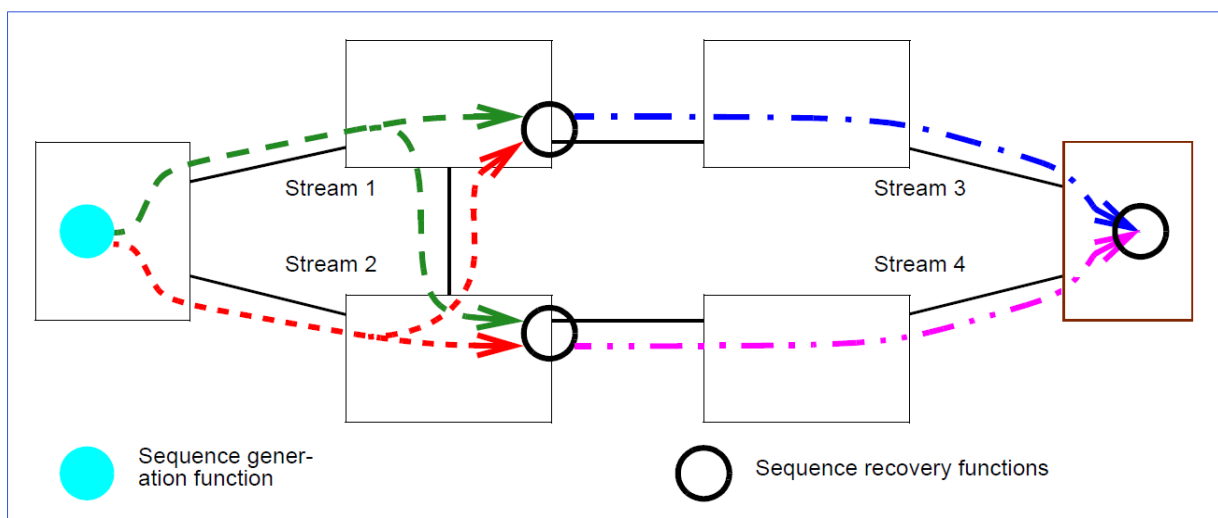 Stream 1
Stream 3
Stream 2
Stream 4
Sequence gener-
ation function
Sequence recovery functions